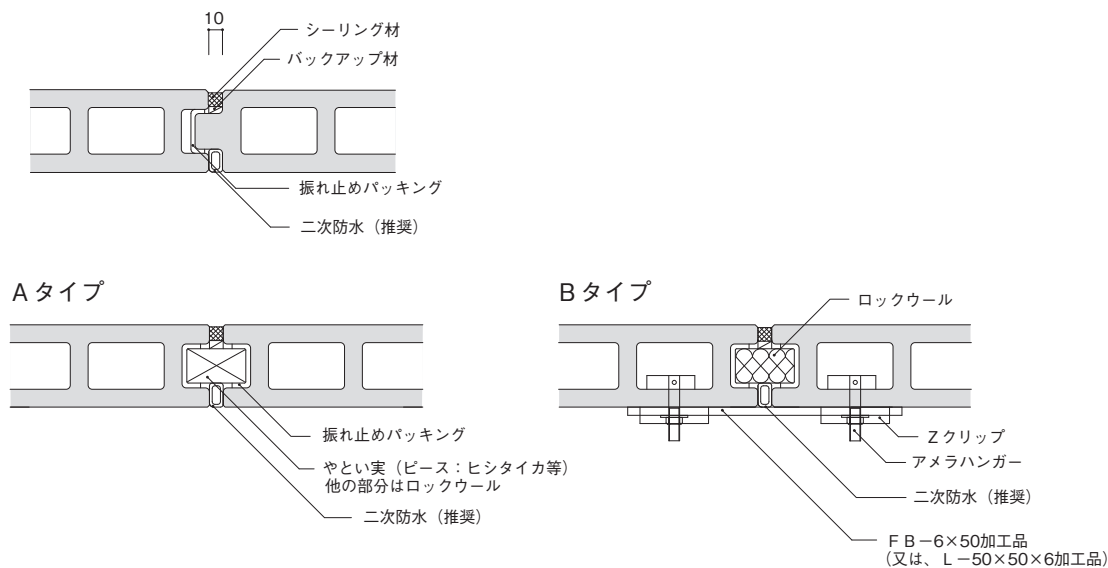 10
シーリング材
バックアップ材
振れ止めパッキング
二次防水（推奨）
Aタイプ
振れ止めパッキング
やとい実（ピース：ヒシタイカ等）
他の部分はロックウール
二次防水（推奨）
Bタイプ
ロックウール
Zクリップ
アメラハンガー
二次防水（推奨）
FB－6×50加工品
（又は、L－50×50×6加工品）